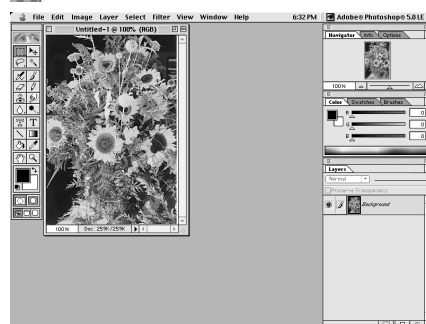 File Edit Image Layer Select Filter View Window Help 6:32 PM Adobe® Photoshop® 5.0 LE
Untitled-1 @ 100% (RGB)
Navigator Info Options
100%
Color Swatches Brushes
R 0
G 0
B 0
Layers
Normal
Preserve Transparency
Background
100% Doc: 259K/259K